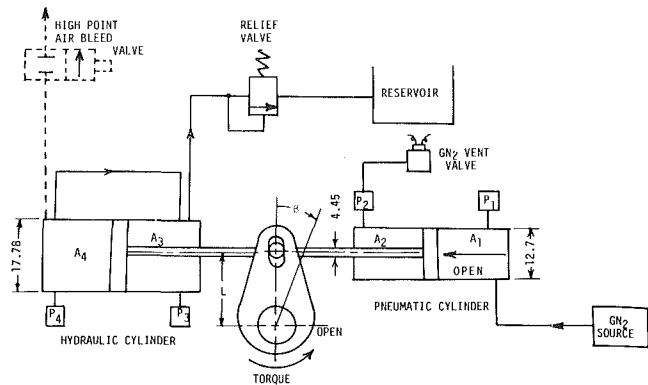 HIGH POINT
AIR BLEED
VALVE
RELIEF
VALVE
RESERVOIR
GN2 VENT
VALVE
P2
P1
β
4.45
17.78
A4
A3
A2
A1
OPEN
12.7
L
P4
P3
HYDRAULIC CYLINDER
OPEN
PNEUMATIC CYLINDER
GN2
SOURCE
TORQUE